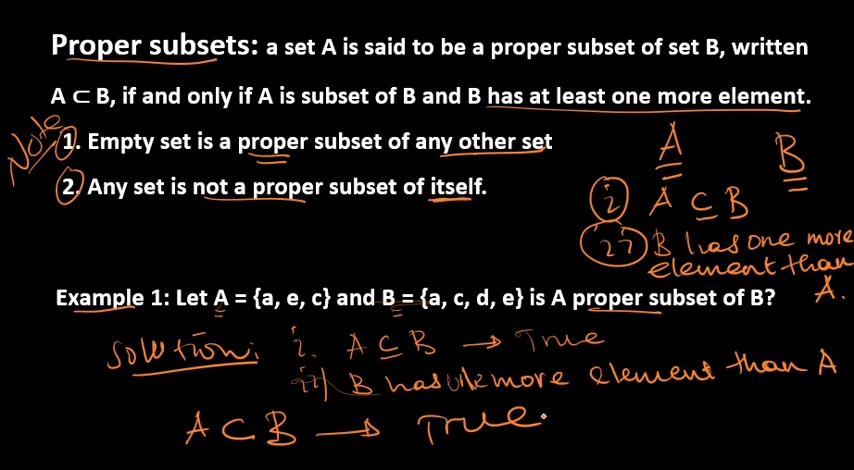 Proper subsets: a set A is said to be a proper subset of set B, written
A ⊂ B, if and only if A is subset of B and B has at least one more element.
Note
1. Empty set is a proper subset of any other set
2. Any set is not a proper subset of itself.
A B
i A ⊆ B
ii B has one more
element than
A.
Example 1: Let A = {a, e, c} and B = {a, c, d, e} is A proper subset of B?
Solution: i. A ⊆ B → True
ii) B has one more element than A
A ⊂ B → True